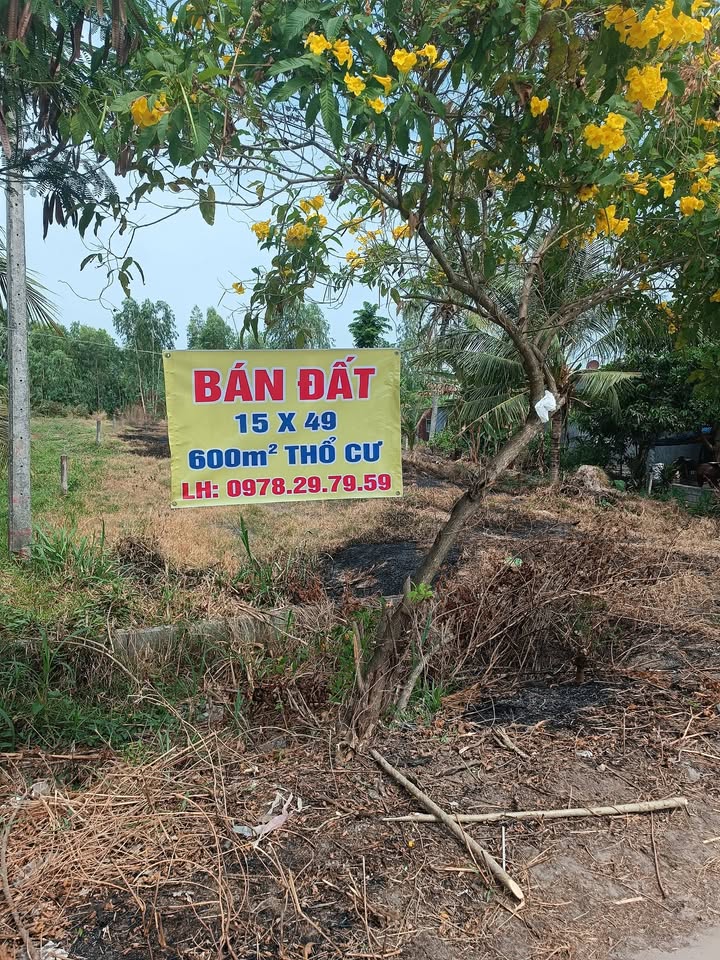 BÁN ĐẤT
15 X 49
600m² THỔ CƯ
LH: 0978.29.79.59